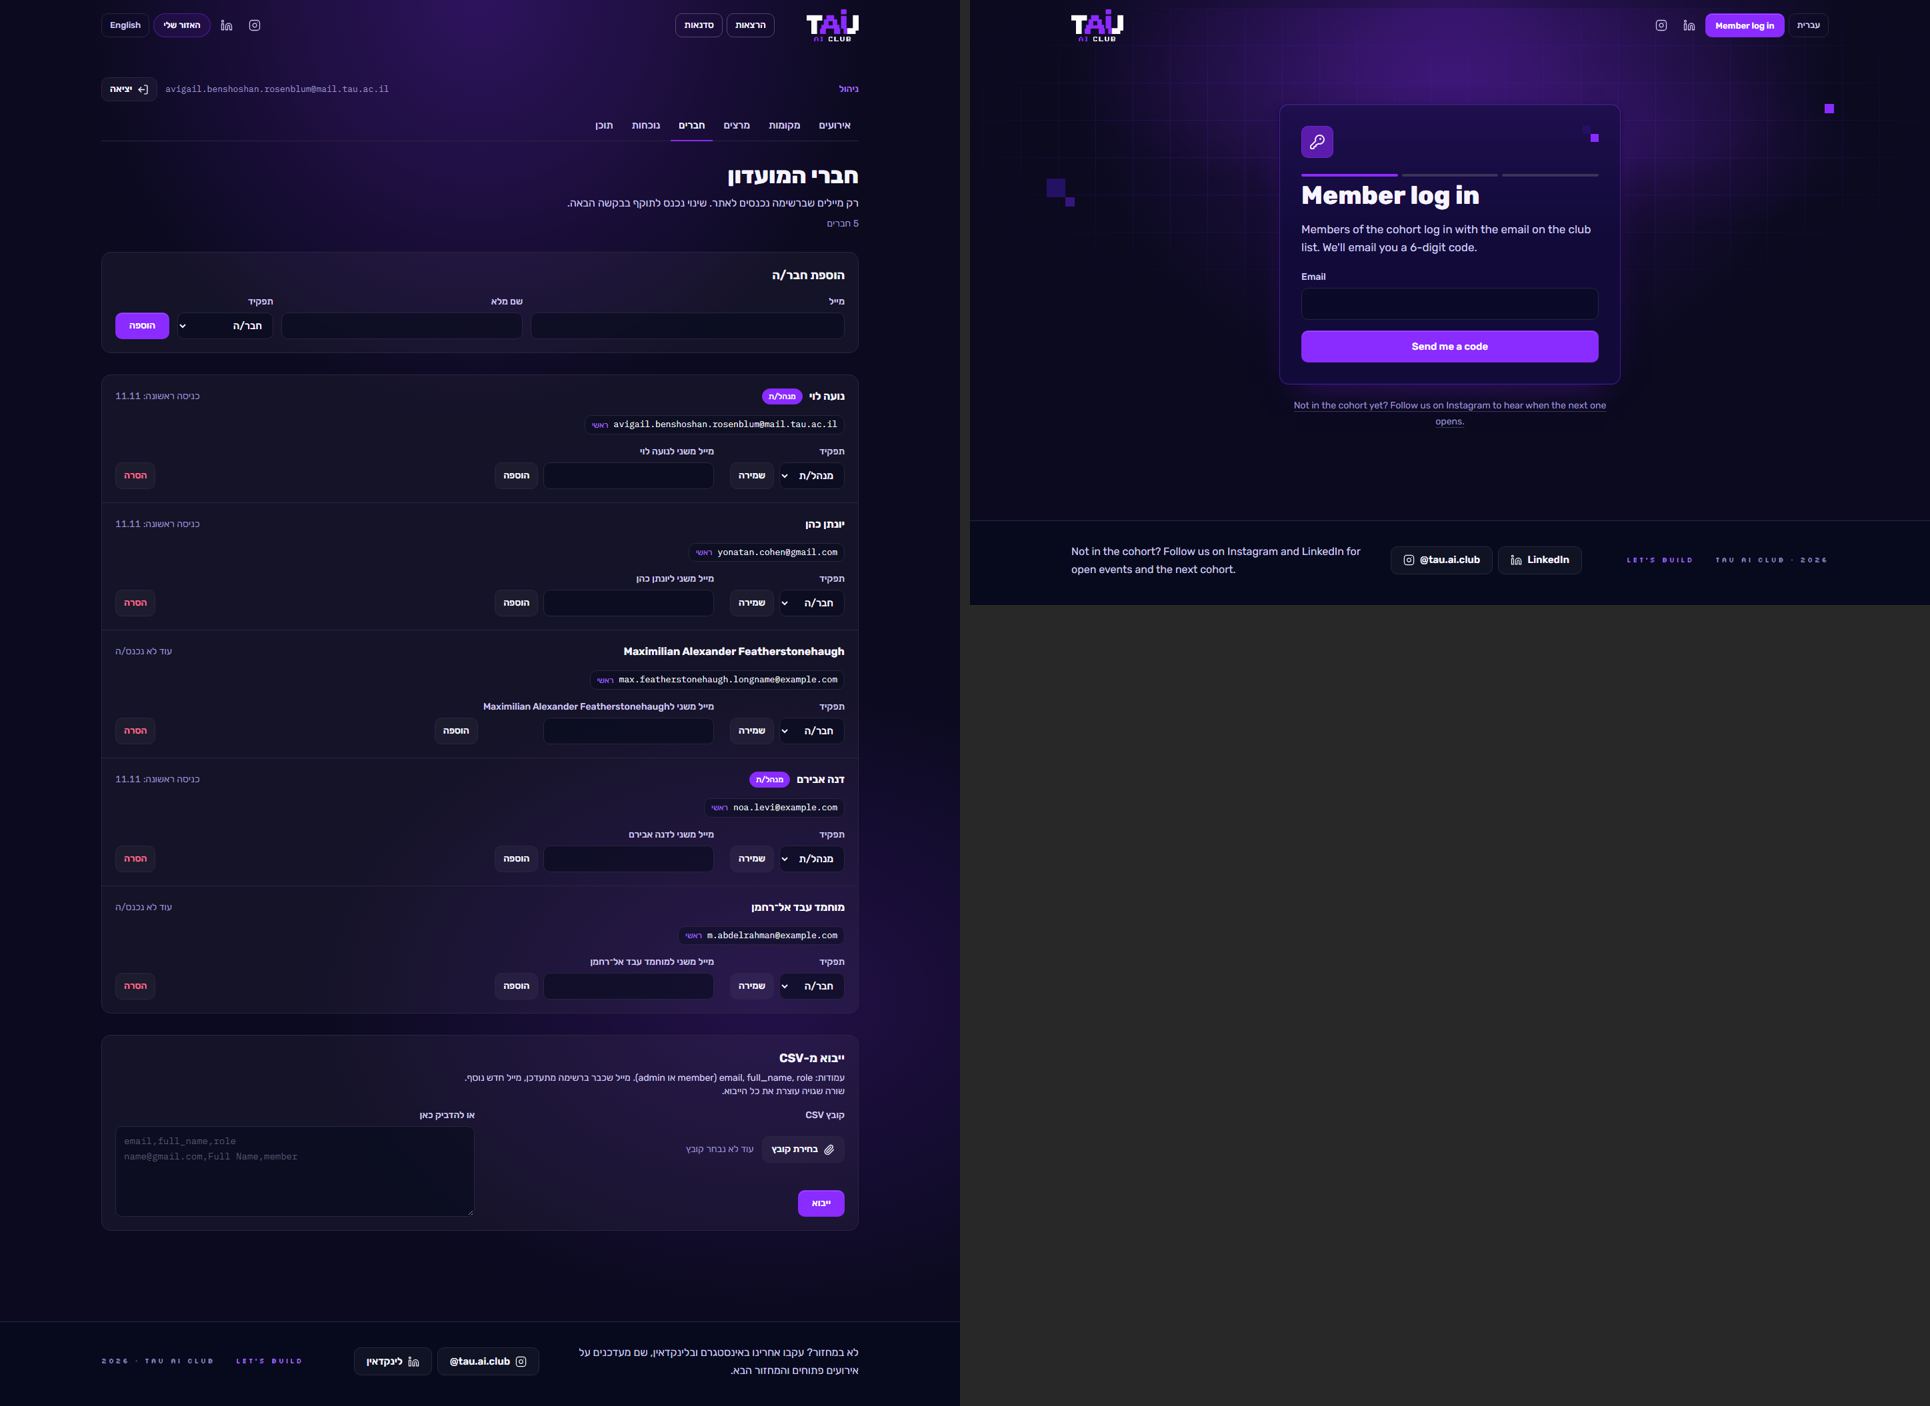 TAU
AI CLUB
הרצאות
סדנאות
האזור שלי
English
ניהול
avigail.benshoshan.rosenblum@mail.tau.ac.il
יציאה
אירועים
מקומות
מרצים
חברים
נוכחות
תוכן
חברי המועדון
רק מיילים שברשימה נכנסים לאתר. שינוי נכנס לתוקף בבקשה הבאה.
5 חברים
הוספת חבר/ה
מייל
שם מלא
תפקיד
חבר/ה
הוספה
נועה לוי
מנהל/ת
כניסה ראשונה: 11.11
avigail.benshoshan.rosenblum@mail.tau.ac.il ראשי
תפקיד
מייל משני לנועה לוי
מנהל/ת
שמירה
הוספה
הסרה
יונתן כהן
כניסה ראשונה: 11.11
yonatan.cohen@gmail.com ראשי
תפקיד
מייל משני ליונתן כהן
חבר/ה
שמירה
הוספה
הסרה
Maximilian Alexander Featherstonehaugh
עוד לא נכנס/ה
max.featherstonehaugh.longname@example.com ראשי
תפקיד
מייל משני לMaximilian Alexander Featherstonehaugh
חבר/ה
שמירה
הוספה
הסרה
דנה אבירם
מנהל/ת
כניסה ראשונה: 11.11
noa.levi@example.com ראשי
תפקיד
מייל משני לדנה אבירם
מנהל/ת
שמירה
הוספה
הסרה
מוחמד עבד אל־רחמן
עוד לא נכנס/ה
m.abdelrahman@example.com ראשי
תפקיד
מייל משני למוחמד עבד אל־רחמן
חבר/ה
שמירה
הוספה
הסרה
ייבוא מ-CSV
עמודות: email, full_name, role (member או admin). מייל שכבר ברשימה מתעדכן, מייל חדש נוסף.
שורה שגויה עוצרת את כל הייבוא.
קובץ CSV
או להדביק כאן
בחירת קובץ
עוד לא נבחר קובץ
email,full_name,role
name@gmail.com,Full Name,member
ייבוא
לא במחזור? עקבו אחרינו באינסטגרם ובלינקדאין, שם מעדכנים על
אירועים פתוחים והמחזור הבא.
@tau.ai.club
לינקדאין
LET'S BUILD
2026 · TAU AI CLUB
TAU
AI CLUB
Member log in
עברית
Member log in
Members of the cohort log in with the email on the club
list. We'll email you a 6-digit code.
Email
Send me a code
Not in the cohort yet? Follow us on Instagram to hear when the next one
opens.
Not in the cohort? Follow us on Instagram and LinkedIn for
open events and the next cohort.
@tau.ai.club
LinkedIn
LET'S BUILD
TAU AI CLUB · 2026